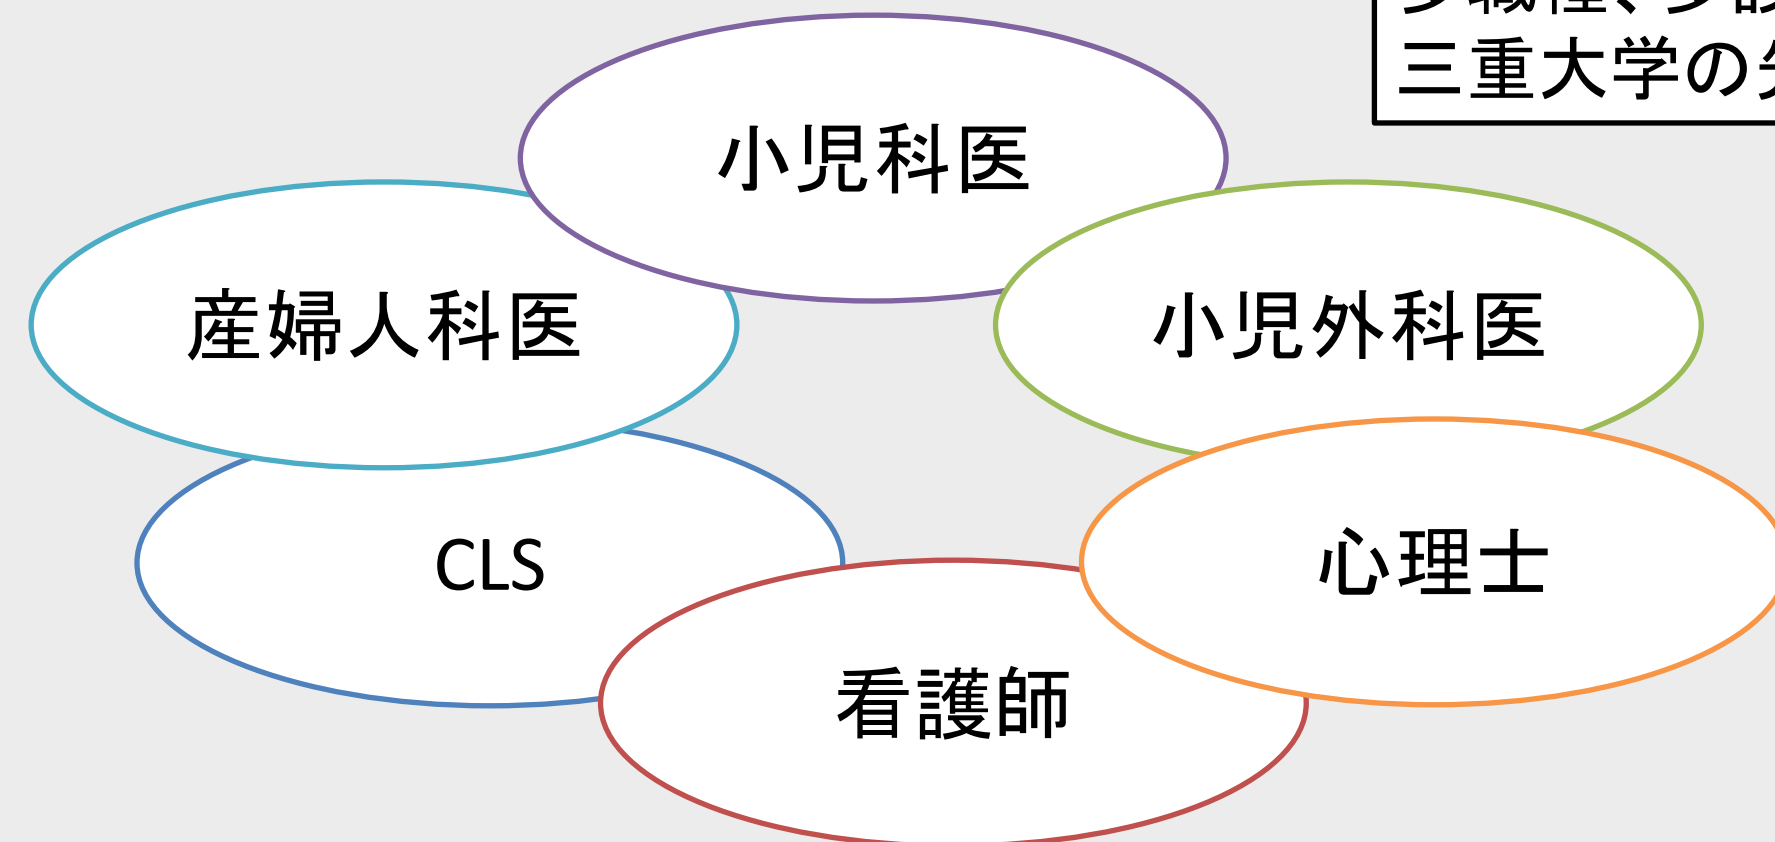 三重大学の
小児科医
産婦人科医
小児外科医
CLS
心理士
看護師